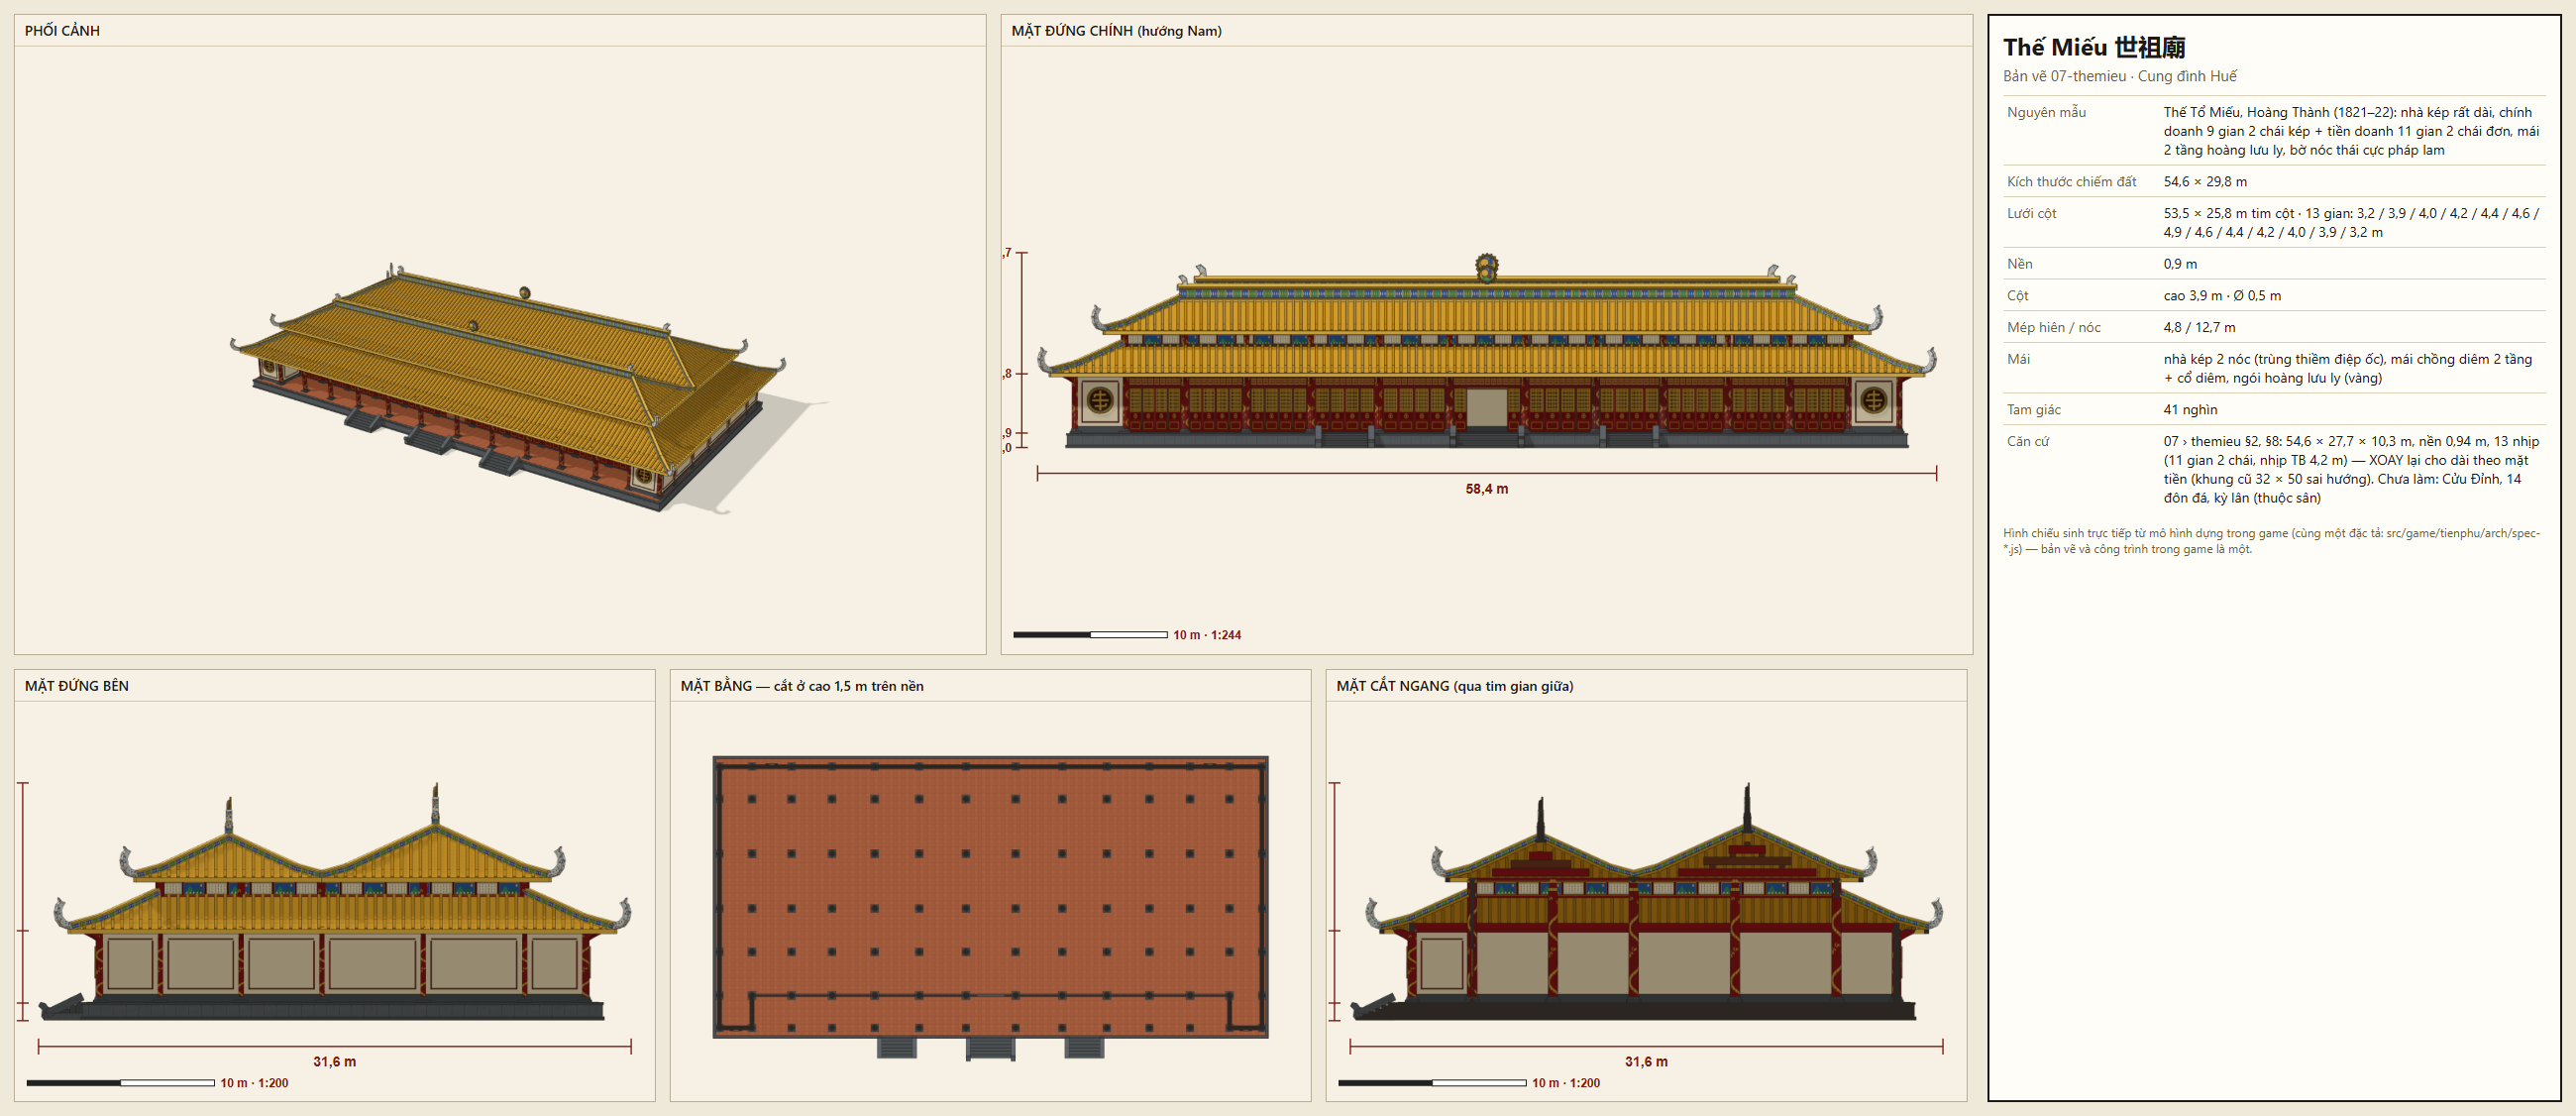 PHỐI CẢNH
MẶT ĐỨNG CHÍNH (hướng Nam)
,7
,8
,9
,0
58,4 m
10 m · 1:244
MẶT ĐỨNG BÊN
31,6 m
10 m · 1:200
MẶT BẰNG — cắt ở cao 1,5 m trên nền
MẶT CẮT NGANG (qua tim gian giữa)
31,6 m
10 m · 1:200
Thế Miếu 世祖廟
Bản vẽ 07-themieu · Cung đình Huế
Nguyên mẫu
Thế Tổ Miếu, Hoàng Thành (1821–22): nhà kép rất dài, chính
doanh 9 gian 2 chái kép + tiền doanh 11 gian 2 chái đơn, mái
2 tầng hoàng lưu ly, bờ nóc thái cực pháp lam
Kích thước chiếm đất
54,6 × 29,8 m
Lưới cột
53,5 × 25,8 m tim cột · 13 gian: 3,2 / 3,9 / 4,0 / 4,2 / 4,4 / 4,6 /
4,9 / 4,6 / 4,4 / 4,2 / 4,0 / 3,9 / 3,2 m
Nền
0,9 m
Cột
cao 3,9 m · Ø 0,5 m
Mép hiên / nóc
4,8 / 12,7 m
Mái
nhà kép 2 nóc (trùng thiềm điệp ốc), mái chồng diêm 2 tầng
+ cổ diêm, ngói hoàng lưu ly (vàng)
Tam giác
41 nghìn
Căn cứ
07 › themieu §2, §8: 54,6 × 27,7 × 10,3 m, nền 0,94 m, 13 nhịp
(11 gian 2 chái, nhịp TB 4,2 m) — XOAY lại cho dài theo mặt
tiền (khung cũ 32 × 50 sai hướng). Chưa làm: Cửu Đỉnh, 14
đôn đá, kỳ lân (thuộc sân)
Hình chiếu sinh trực tiếp từ mô hình dựng trong game (cùng một đặc tả: src/game/tienphu/arch/spec-
*.js) — bản vẽ và công trình trong game là một.